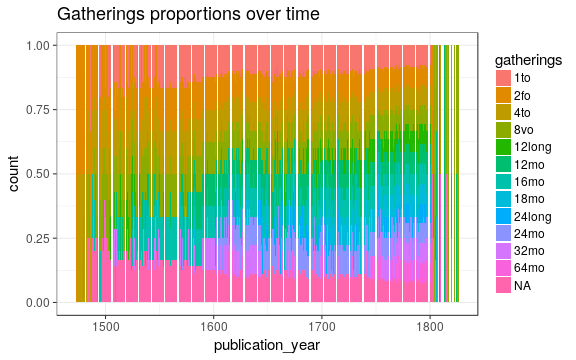 Gatherings proportions over time
1.00
0.75
0.50
0.25
0.00
count
1500
1600
1700
1800
publication_year
gatherings
1to
2fo
4to
8vo
12long
12mo
16mo
18mo
24long
24mo
32mo
64mo
NA